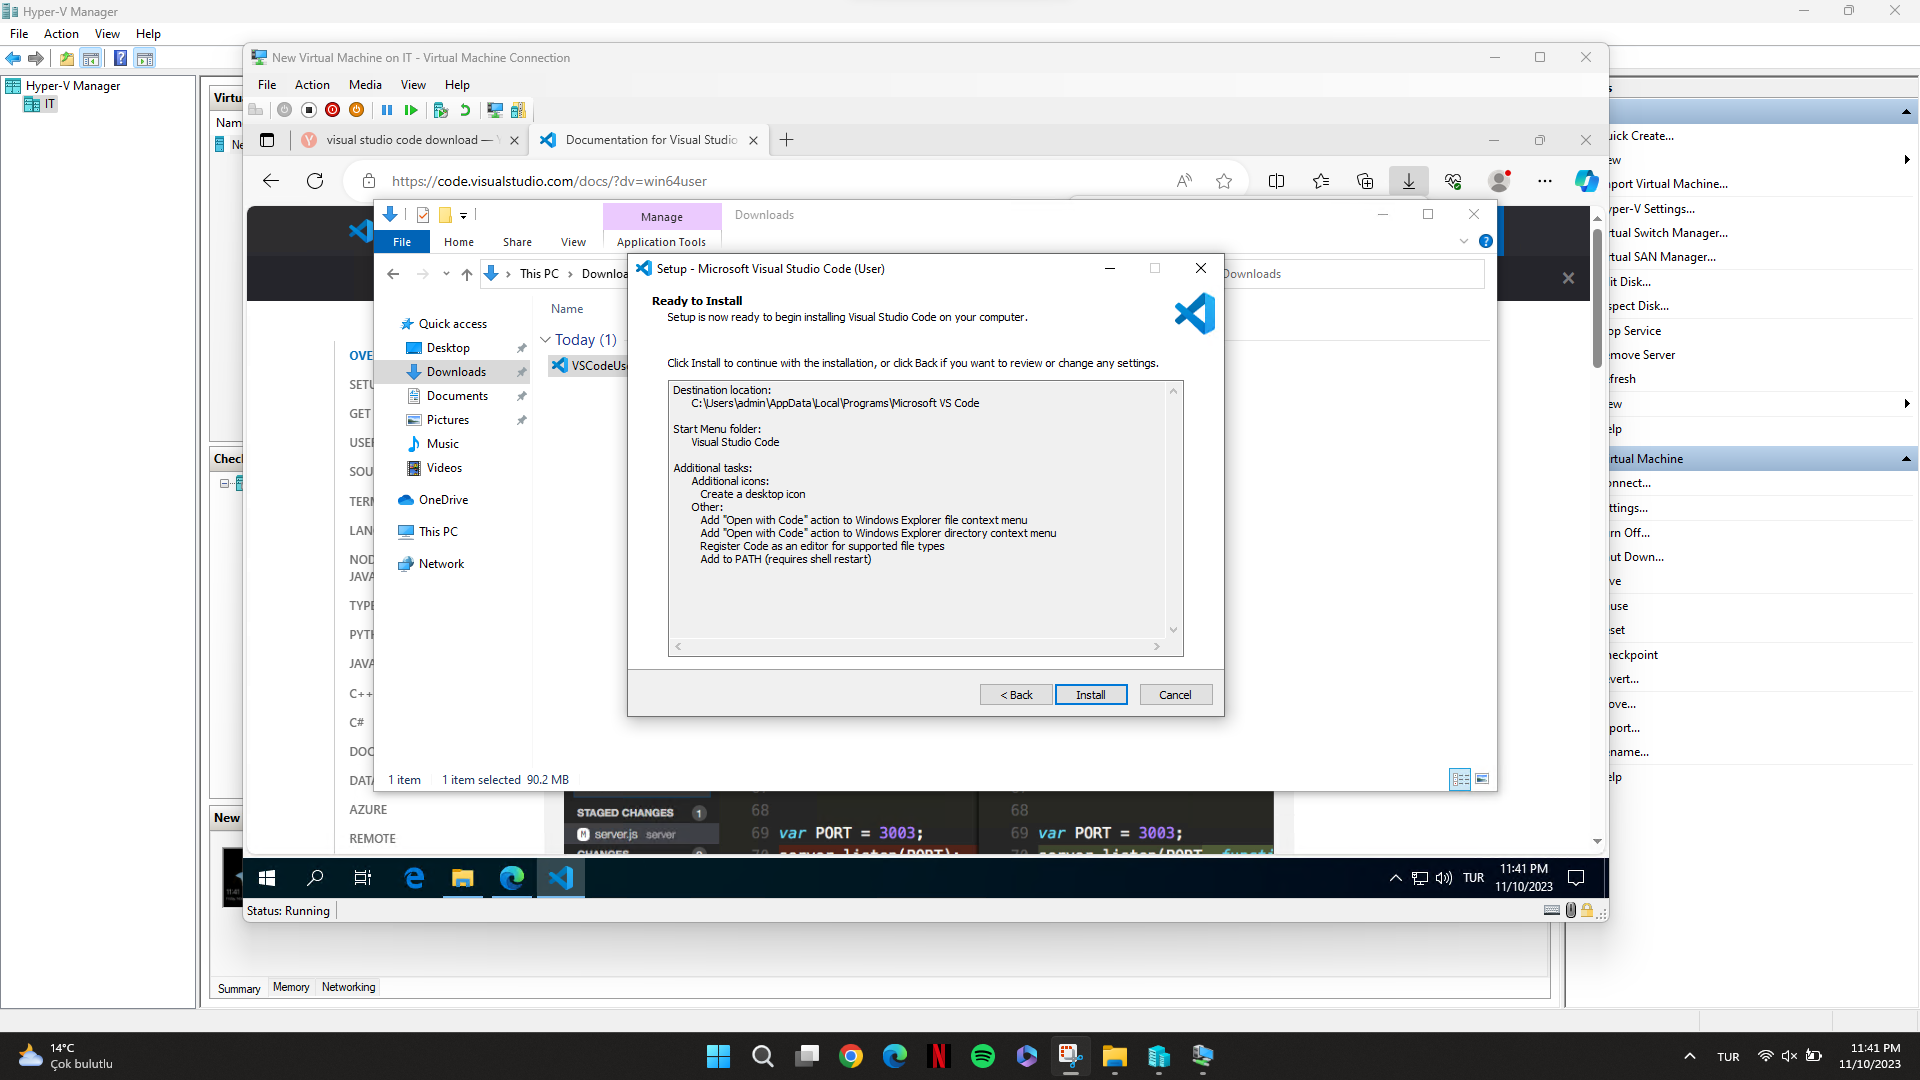 Hyper-V Manager
File Action View Help
Hyper-V Manager
IT
Virtu
Nam
Ne
Chec
New
New Virtual Machine on IT - Virtual Machine Connection
File Action Media View Help
visual studio code download —
Documentation for Visual Studio
https://code.visualstudio.com/docs/?dv=win64user
Manage
Downloads
File Home Share View Application Tools
This PC
Downloa
Downloads
Name
Quick access
Desktop
Downloads
Documents
Pictures
Music
Videos
OneDrive
This PC
Network
Today (1)
VSCodeUse
1 item 1 item selected 90.2 MB
OVE
SETU
GET
USER
SOU
TERM
LANG
NOD
JAVA
TYPE
PYTH
JAVA
C++
C#
DOC
DATA
AZURE
REMOTE
Setup - Microsoft Visual Studio Code (User)
Ready to Install
Setup is now ready to begin installing Visual Studio Code on your computer.
Click Install to continue with the installation, or click Back if you want to review or change any settings.
Destination location:
C:\Users\admin\AppData\Local\Programs\Microsoft VS Code
Start Menu folder:
Visual Studio Code
Additional tasks:
Additional icons:
Create a desktop icon
Other:
Add "Open with Code" action to Windows Explorer file context menu
Add "Open with Code" action to Windows Explorer directory context menu
Register Code as an editor for supported file types
Add to PATH (requires shell restart)
< Back Install Cancel
STAGED CHANGES 1
M server.js server
68
69 var PORT = 3003;
68
69 var PORT = 3003;
TUR
11:41 PM
11/10/2023
Status: Running
Summary Memory Networking
s
uick Create...
ew
port Virtual Machine...
yper-V Settings...
rtual Switch Manager...
rtual SAN Manager...
it Disk...
spect Disk...
op Service
emove Server
efresh
ew
elp
rtual Machine
onnect...
ttings...
rn Off...
ut Down...
ve
use
set
heckpoint
vert...
ove...
port...
name...
elp
14°C
Çok bulutlu
TUR
11:41 PM
11/10/2023